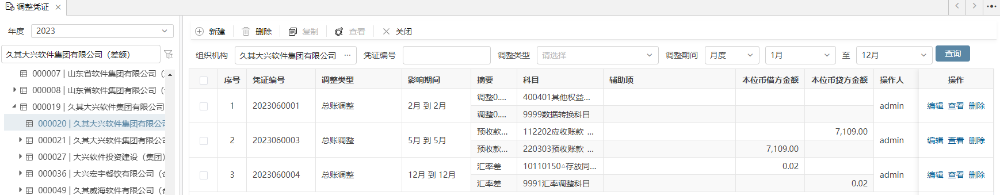 调整凭证
年度 2023
久其大兴软件集团有限公司（差额）
000007 | 山东省软件集团有限公司（
000008 | 山东省软件集团有限公司（
000019 | 久其大兴软件集团有限公司
000020 | 久其大兴软件集团有限公司
000021 | 久其大兴软件集团有限公
000027 | 大兴软件投资建设（集团）
000036 | 大兴宏宇餐饮有限公司（合
000049 | 久其威海软件有限公司（合
新建 删除 复制 查看 关闭
组织机构 久其大兴软件集团有限公司 ··· 凭证编号 调整类型 请选择 调整期间 月度 1月 至 12月 查询
序号 凭证编号 调整类型 影响期间 摘要 科目 辅助项 本位币借方金额 本位币贷方金额 操作人 操作
1 2023060001 总账调整 2月 到 2月 调整0.... 400401其他权益... admin 编辑 查看 删除
调整0.... 9999数据转换科目
2 2023060003 总账调整 5月 到 5月 预收款... 112202应收账款 ... 7,109.00 admin 编辑 查看 删除
预收款... 220303预收账款 ... 7,109.00
3 2023060004 总账调整 12月 到 12月 汇率差 10110150△存放同... 0.02 admin 编辑 查看 删除
汇率差 9991汇率调整科目 0.02